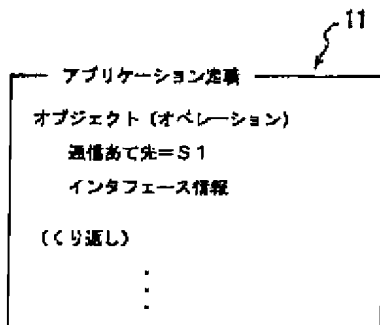 11
アプリケーション定義
オブジェクト(オペレーション)
通信あて先=S1
インタフェース情報
(くり返し)